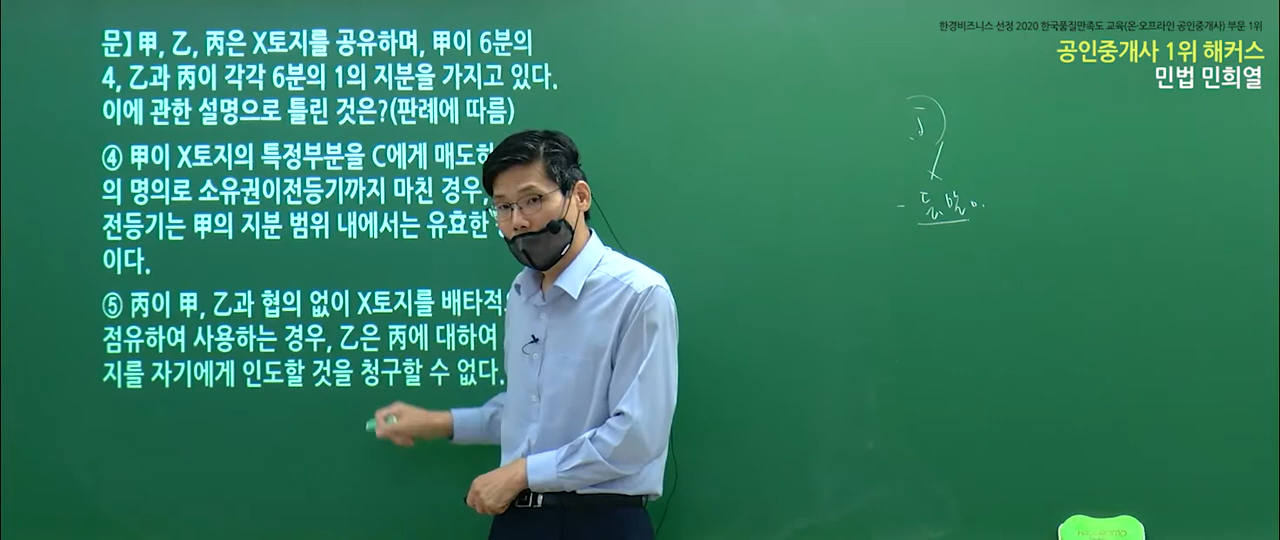 한경비즈니스 선정 2020 한국품질만족도 교육(온·오프라인 공인중개사) 부문 1위
공인중개사 1위 해커스
민법 민희열
문] 甲, 乙, 丙은 X토지를 공유하며, 甲이 6분의
4, 乙과 丙이 각각 6분의 1의 지분을 가지고 있다.
이에 관한 설명으로 틀린 것은?(판례에 따름)
④ 甲이 X토지의 특정부분을 C에게 매도하
의 명의로 소유권이전등기까지 마친 경우,
전등기는 甲의 지분 범위 내에서는 유효한
이다.
⑤ 丙이 甲, 乙과 협의 없이 X토지를 배타적
점유하여 사용하는 경우, 乙은 丙에 대하여
지를 자기에게 인도할 것을 청구할 수 없다.